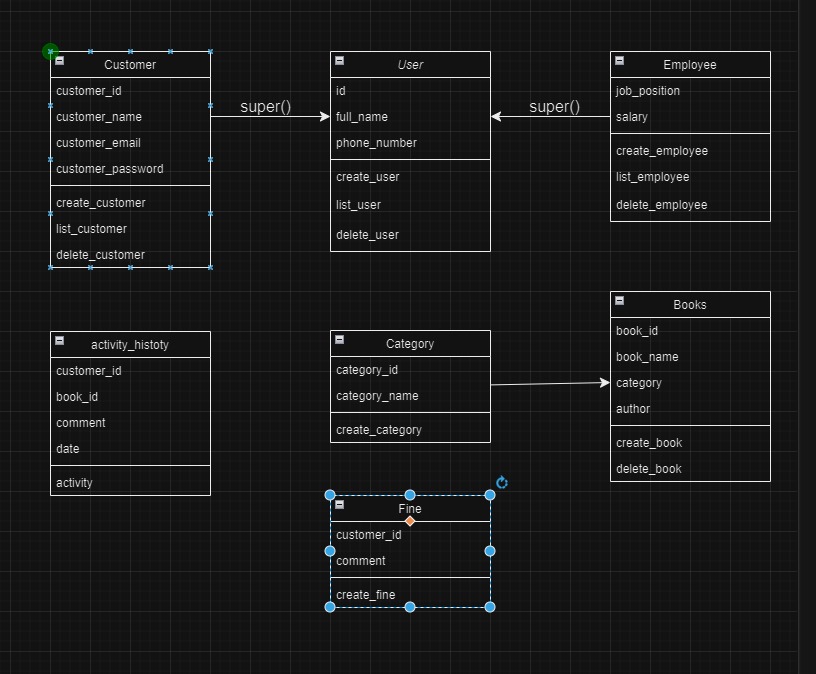 Customer
customer_id
customer_name
customer_email
customer_password
create_customer
list_customer
delete_customer
super()
User
id
full_name
phone_number
create_user
list_user
delete_user
super()
Employee
job_position
salary
create_employee
list_employee
delete_employee
activity_histoty
customer_id
book_id
comment
date
activity
Category
category_id
category_name
create_category
Books
book_id
book_name
category
author
create_book
delete_book
Fine
customer_id
comment
create_fine